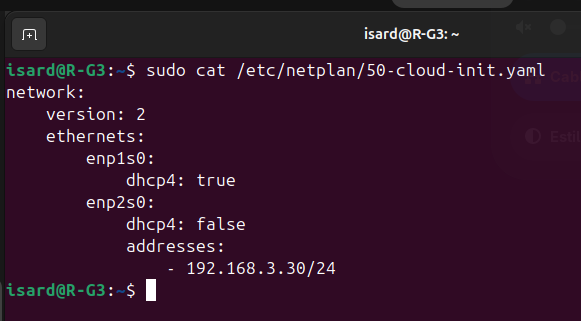 isard@R-G3: ~
isard@R-G3:~$ sudo cat /etc/netplan/50-cloud-init.yaml
network:
    version: 2
    ethernets:
        enp1s0:
            dhcp4: true
        enp2s0:
            dhcp4: false
            addresses:
                - 192.168.3.30/24
isard@R-G3:~$